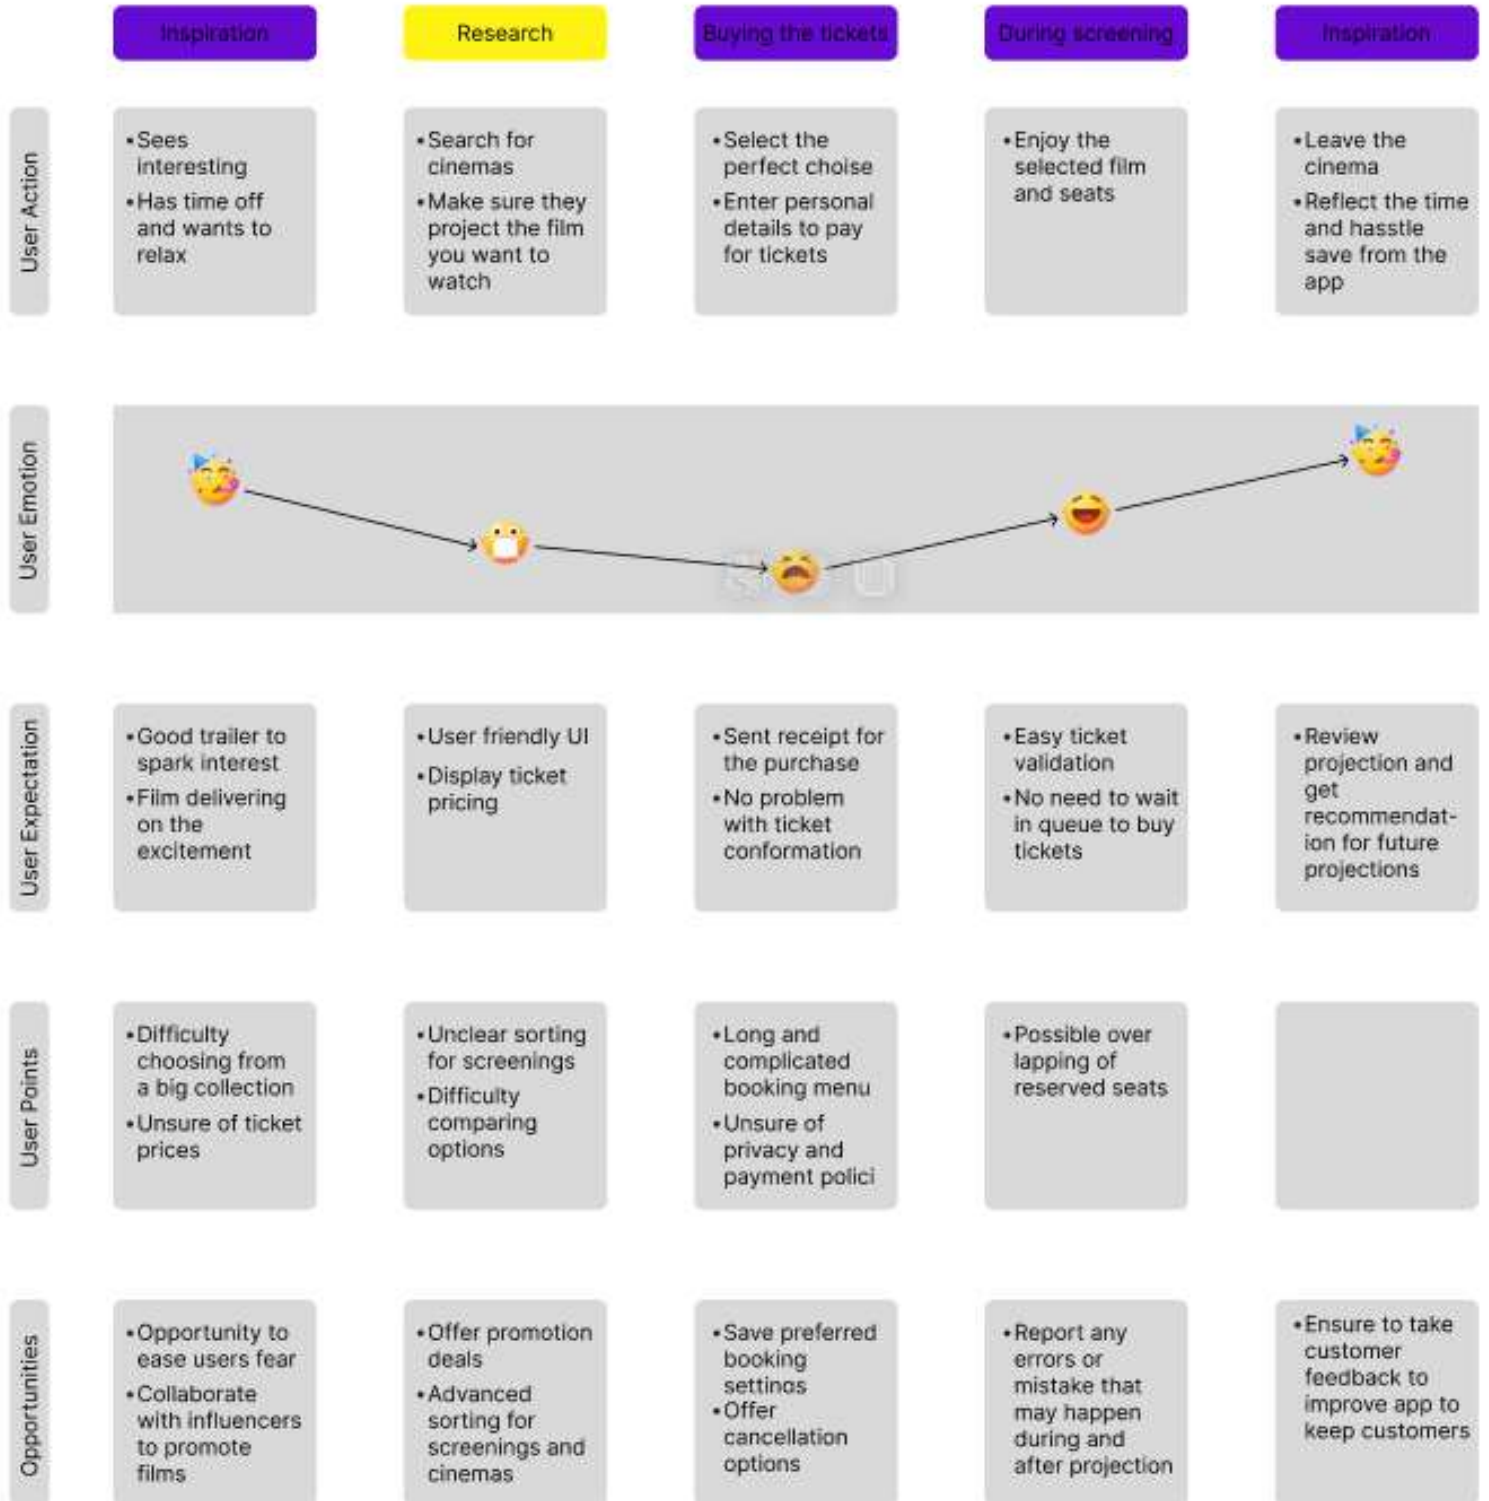 Inspiration
Research
Buying the tickets
During screening
Inspiration
User Action
•Sees
interesting
•Has time off
and wants to
relax
•Search for
cinemas
•Make sure they
project the film
you want to
watch
•Select the
perfect choise
•Enter personal
details to pay
for tickets
•Enjoy the
selected film
and seats
•Leave the
cinema
•Reflect the time
and hasstle
save from the
app
User Emotion
User Expectation
•Good trailer to
spark interest
•Film delivering
on the
excitement
•User friendly UI
•Display ticket
pricing
•Sent receipt for
the purchase
•No problem
with ticket
conformation
•Easy ticket
validation
•No need to wait
in queue to buy
tickets
•Review
projection and
get
recommendat-
ion for future
projections
User Points
•Difficulty
choosing from
a big collection
•Unsure of ticket
prices
•Unclear sorting
for screenings
•Difficulty
comparing
options
•Long and
complicated
booking menu
•Unsure of
privacy and
payment polici
•Possible over
lapping of
reserved seats
Opportunities
•Opportunity to
ease users fear
•Collaborate
with influencers
to promote
films
•Offer promotion
deals
•Advanced
sorting for
screenings and
cinemas
•Save preferred
booking
settings
•Offer
cancellation
options
•Report any
errors or
mistake that
may happen
during and
after projection
•Ensure to take
customer
feedback to
improve app to
keep customers